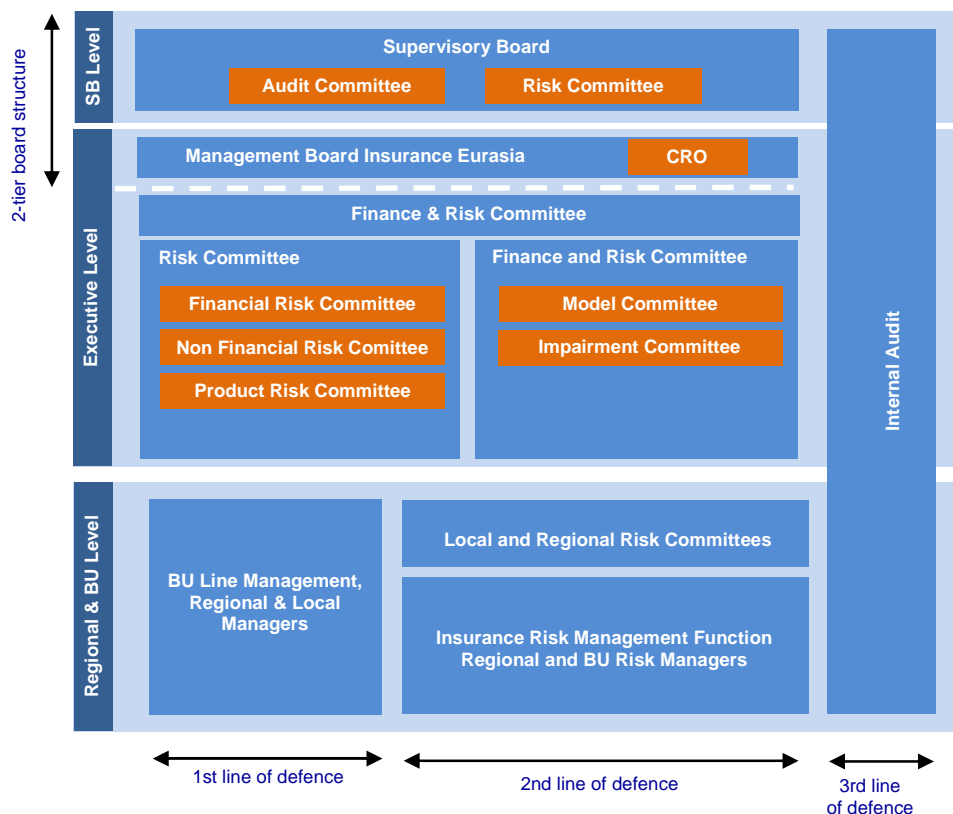 2-tier board structure
SB Level
Supervisory Board
Audit Committee
Risk Committee
Executive Level
Management Board Insurance Eurasia
CRO
Finance & Risk Committee
Risk Committee
Financial Risk Committee
Non Financial Risk Comittee
Product Risk Committee
Finance and Risk Committee
Model Committee
Impairment Committee
Internal Audit
Regional & BU Level
BU Line Management,
Regional & Local
Managers
Local and Regional Risk Committees
Insurance Risk Management Function
Regional and BU Risk Managers
1st line of defence
2nd line of defence
3rd line
of defence